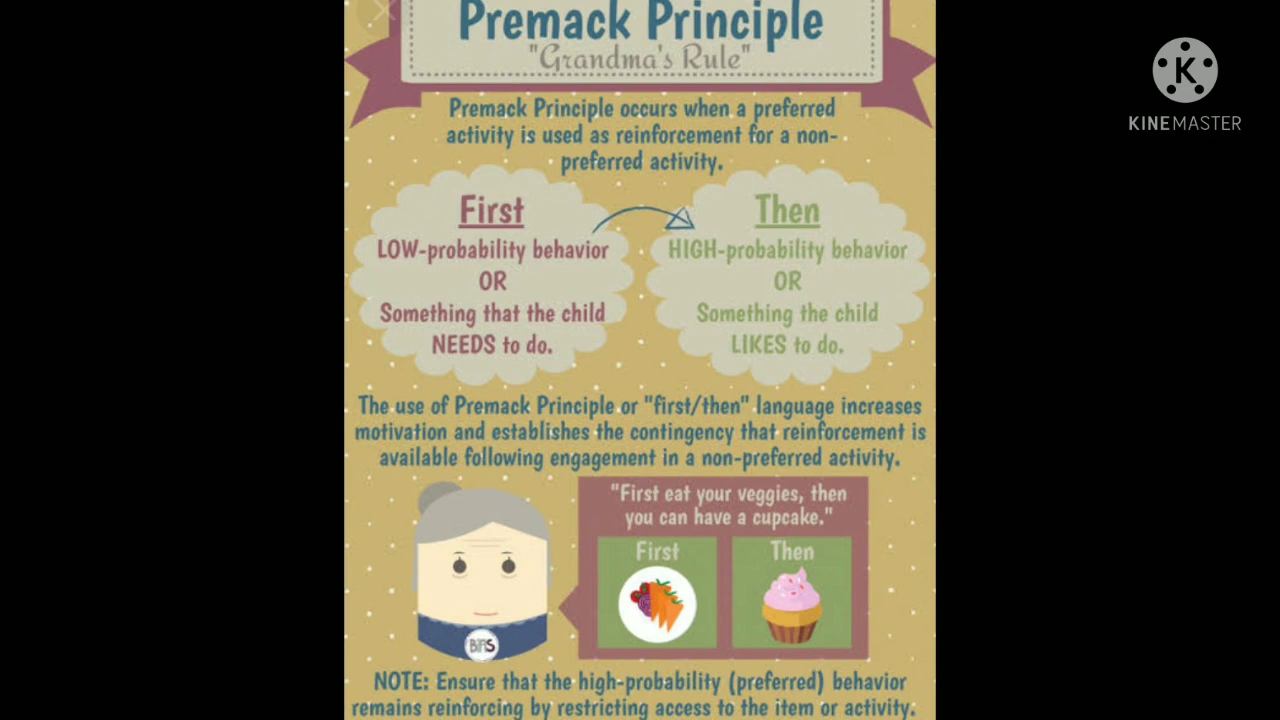 Premack Principle
"Grandma's Rule"
Premack Principle occurs when a preferred
activity is used as reinforcement for a non-
preferred activity.
First
LOW-probability behavior
OR
Something that the child
NEEDS to do.
Then
HIGH-probability behavior
OR
Something the child
LIKES to do.
The use of Premack Principle or "first/then" language increases
motivation and establishes the contingency that reinforcement is
available following engagement in a non-preferred activity.
"First eat your veggies, then
you can have a cupcake."
First
Then
NOTE: Ensure that the high-probability (preferred) behavior
remains reinforcing by restricting access to the item or activity.
K
KINEMASTER